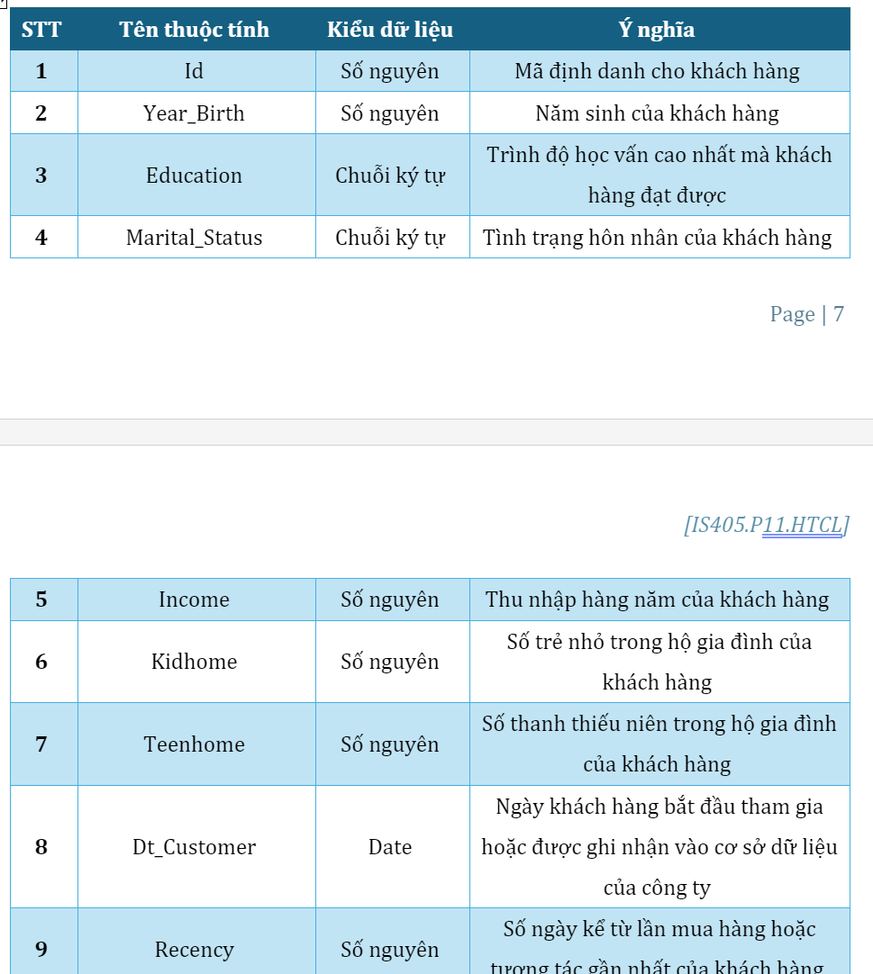 STT Tên thuộc tính Kiểu dữ liệu Ý nghĩa
1 Id Số nguyên Mã định danh cho khách hàng
2 Year_Birth Số nguyên Năm sinh của khách hàng
3 Education Chuỗi ký tự Trình độ học vấn cao nhất mà khách
hàng đạt được
4 Marital_Status Chuỗi ký tự Tình trạng hôn nhân của khách hàng
Page | 7
[IS405.P11.HTCL]
5 Income Số nguyên Thu nhập hàng năm của khách hàng
6 Kidhome Số nguyên Số trẻ nhỏ trong hộ gia đình của
khách hàng
7 Teenhome Số nguyên Số thanh thiếu niên trong hộ gia đình
của khách hàng
8 Dt_Customer Date Ngày khách hàng bắt đầu tham gia
hoặc được ghi nhận vào cơ sở dữ liệu
của công ty
9 Recency Số nguyên Số ngày kể từ lần mua hàng hoặc
tương tác gần nhất của khách hàng